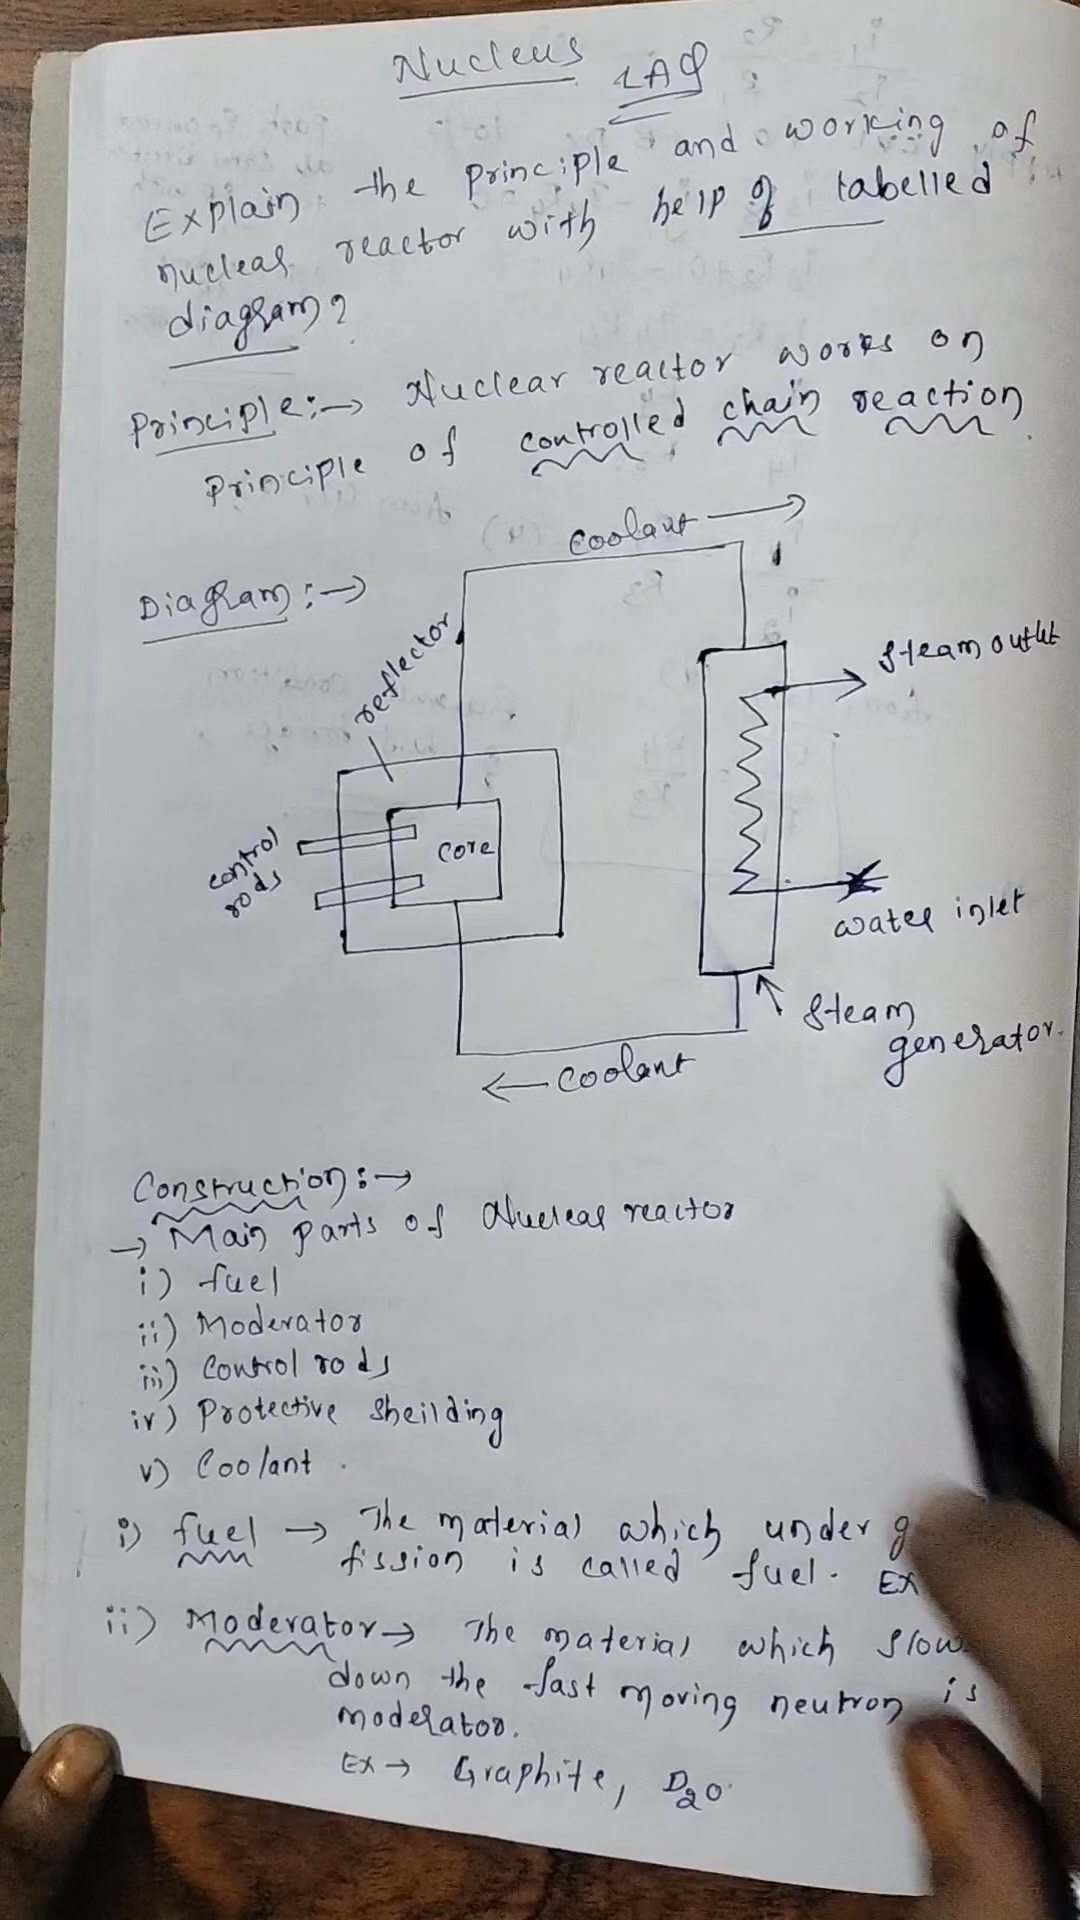 Nucleus
LAQ
Explain the principle and working of
nuclear reactor with help of labelled
diagram?
Principle:→ Nuclear reactor works on
Principle of controlled chain reaction.
Diagram:→
Coolant →
reflector
control
rods
Core
steam outlet
water inlet
steam
generator.
← Coolant
Construction:→
→ Main parts of Nuclear reactor
i) fuel
ii) Moderator
iii) Control rods
iv) Protective sheilding
v) Coolant.
i) fuel → The material which under g
fission is called fuel. Ex
ii) Moderator → The material which slow
down the fast moving neutron is
moderator.
Ex → Graphite, D2O.